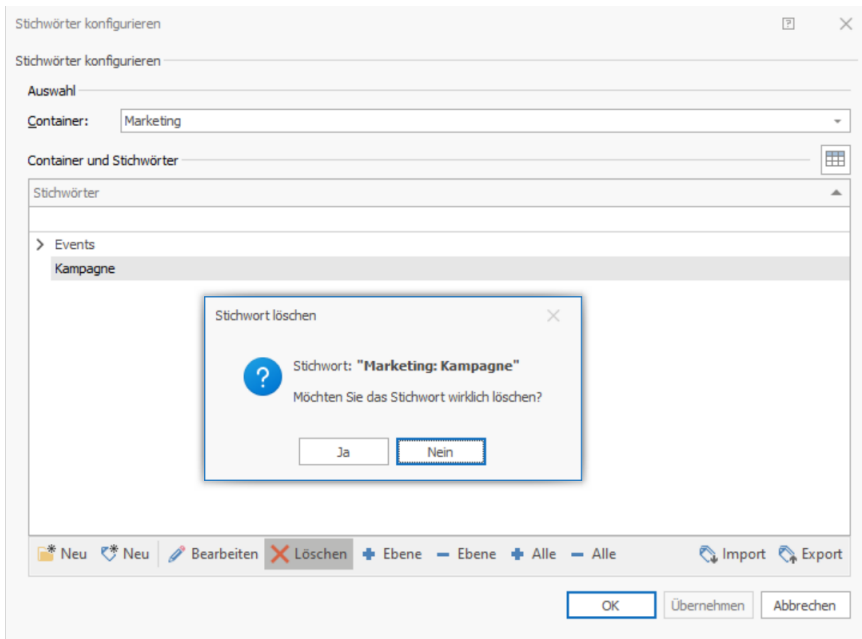 Stichwörter konfigurieren
Stichwörter konfigurieren
Auswahl
Container: Marketing
Container und Stichwörter
Stichwörter
Events
Kampagne
Stichwort löschen
Stichwort: "Marketing: Kampagne"
Möchten Sie das Stichwort wirklich löschen?
Ja Nein
Neu Neu Bearbeiten Löschen Ebene Ebene Alle Alle Import Export
OK Übernehmen Abbrechen